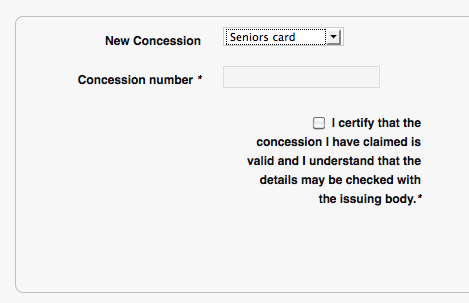 New Concession Seniors card
Concession number *
I certify that the
concession I have claimed is
valid and I understand that the
details may be checked with
the issuing body.*